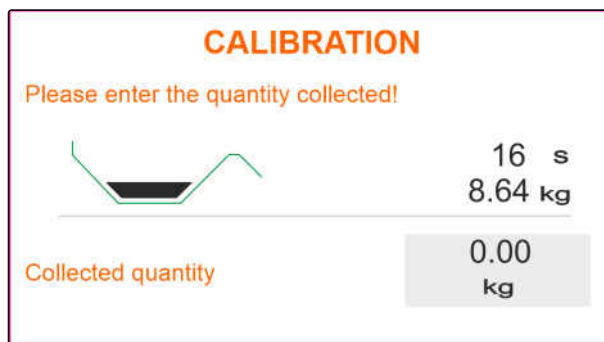 CALIBRATION
Please enter the quantity collected!
16 s
8.64 kg
Collected quantity
0.00
kg